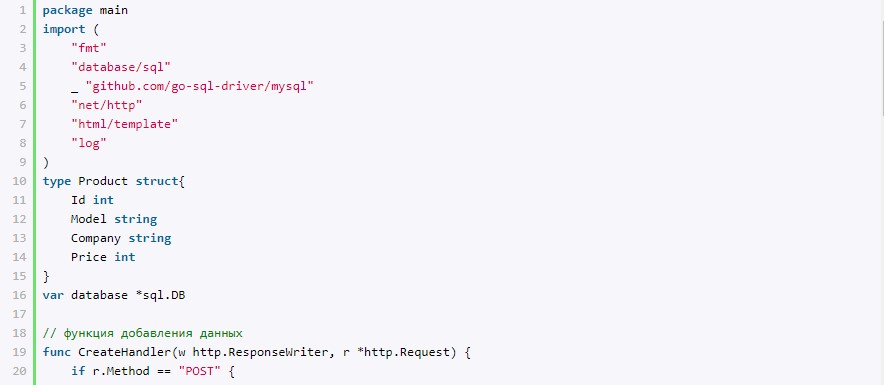 1 package main
2 import (
3     "fmt"
4     "database/sql"
5     _ "github.com/go-sql-driver/mysql"
6     "net/http"
7     "html/template"
8     "log"
9 )
10 type Product struct{
11     Id int
12     Model string
13     Company string
14     Price int
15 }
16 var database *sql.DB
17
18 // функция добавления данных
19 func CreateHandler(w http.ResponseWriter, r *http.Request) {
20     if r.Method == "POST" {